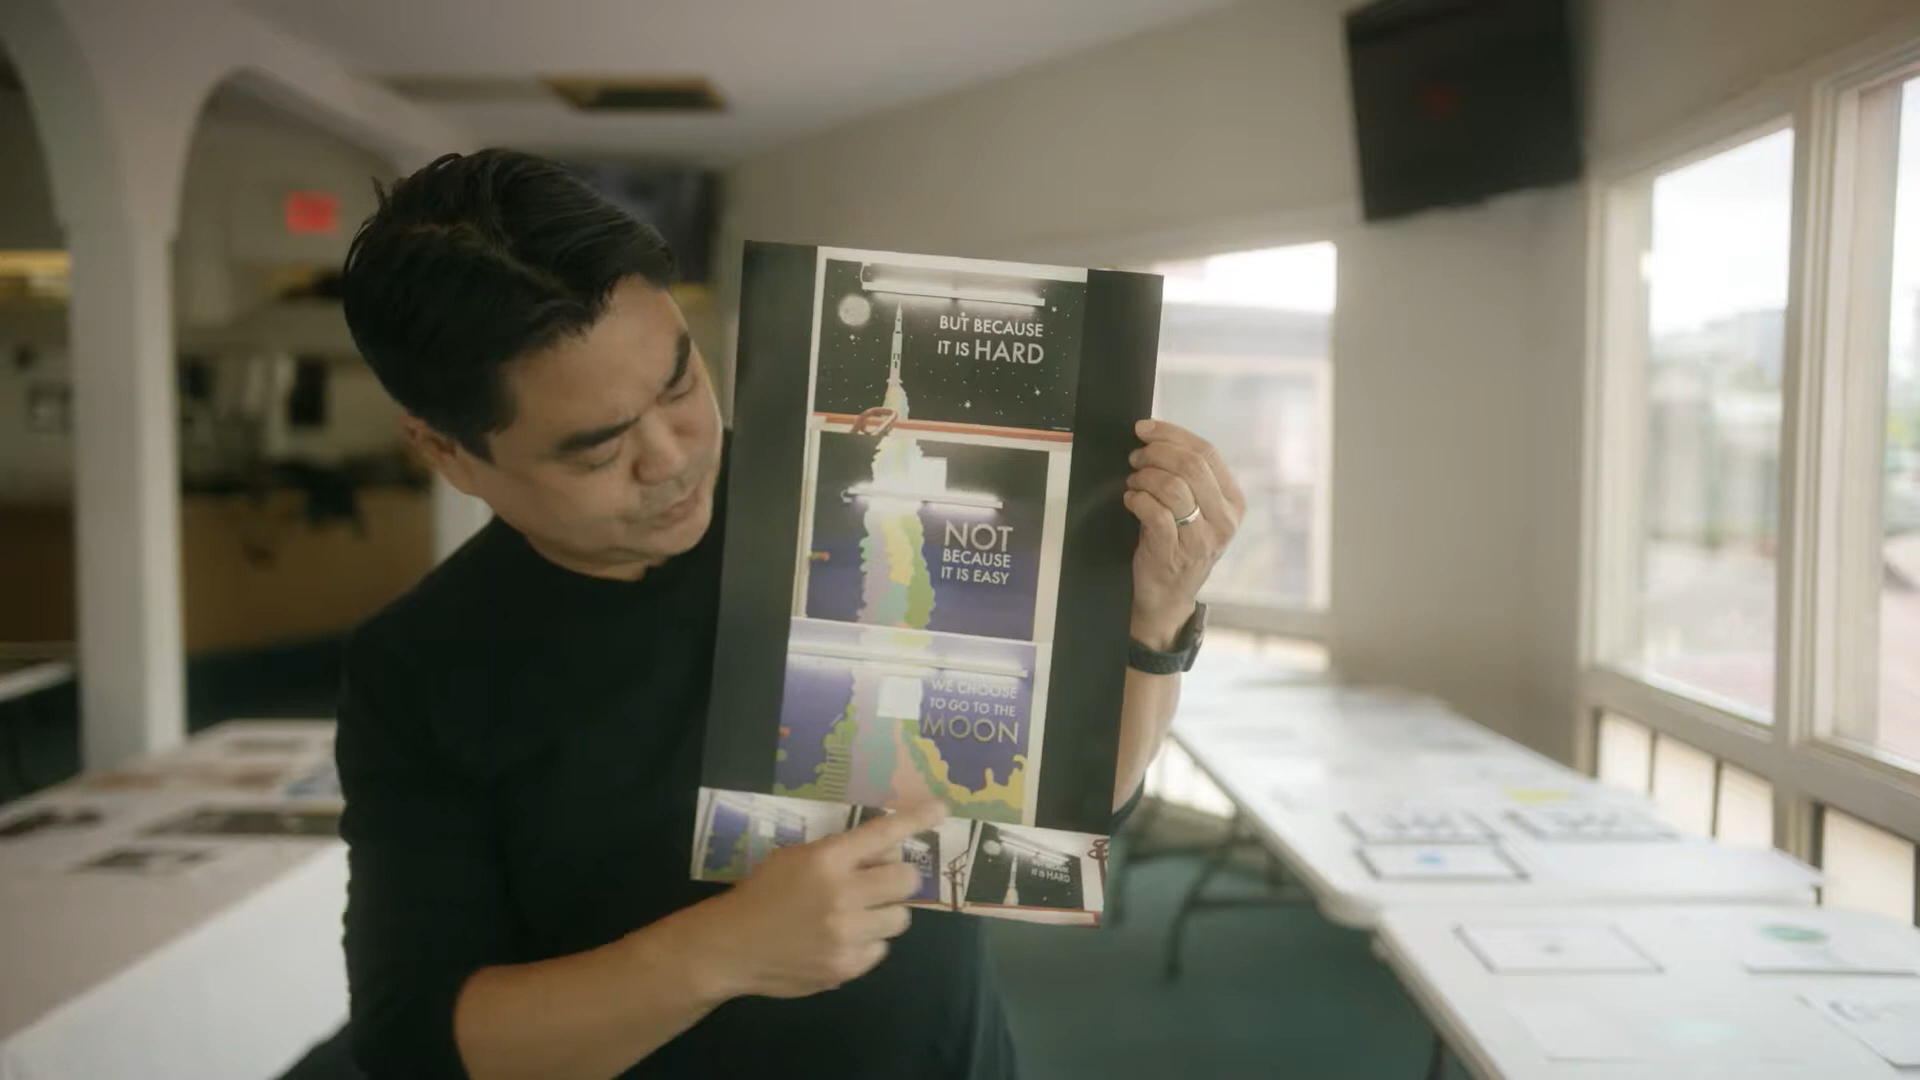 BUT BECAUSE
IT IS HARD
NOT
BECAUSE
IT IS EASY
WE CHOOSE
TO GO TO THE
MOON
NOT
IT IS HARD